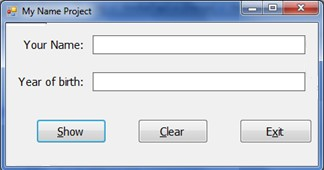 My Name Project
Your Name:
Year of birth:
Show Clear Exit